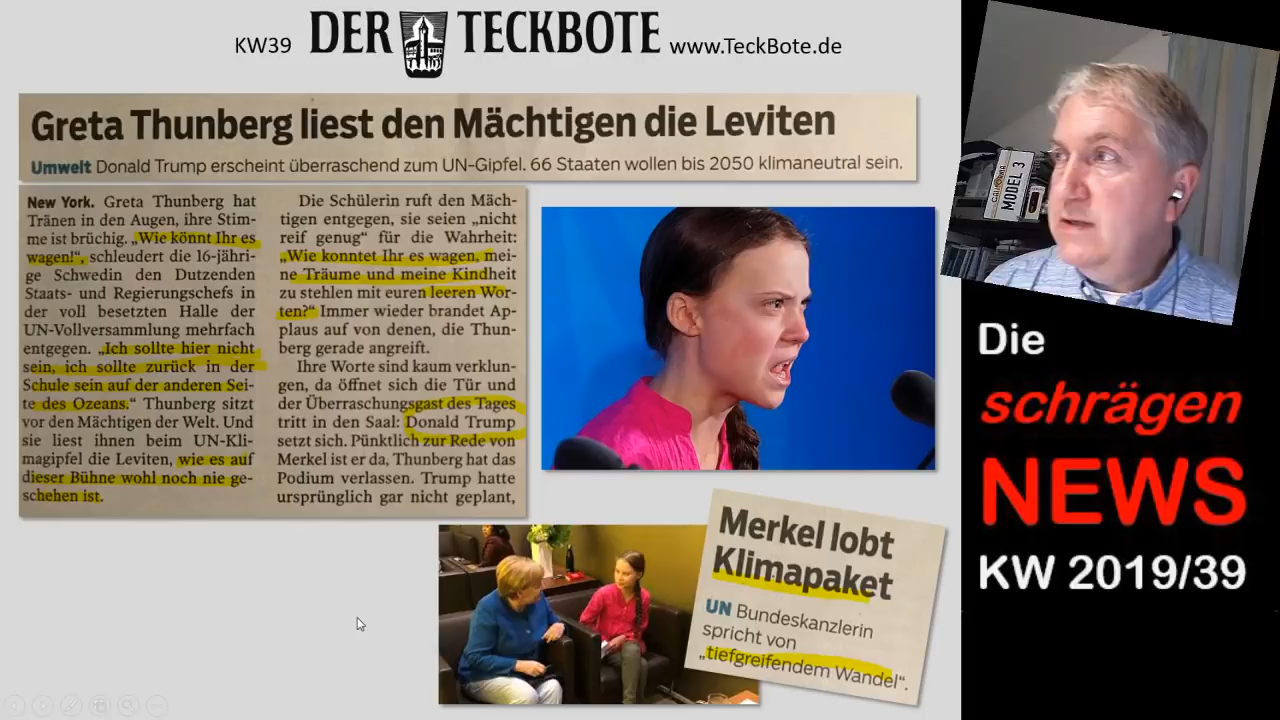 KW39 DER TECKBOTE www.TeckBote.de
Greta Thunberg liest den Mächtigen die Leviten
Umwelt Donald Trump erscheint überraschend zum UN-Gipfel. 66 Staaten wollen bis 2050 klimaneutral sein.
New York. Greta Thunberg hat
Tränen in den Augen, ihre Stim-
me ist brüchig. „Wie könnt Ihr es
wagen!“, schleudert die 16-jähri-
ge Schwedin den Dutzenden
Staats- und Regierungschefs in
der voll besetzten Halle der
UN-Vollversammlung mehrfach
entgegen. „Ich sollte hier nicht
sein, ich sollte zurück in der
Schule sein auf der anderen Sei-
te des Ozeans.“ Thunberg sitzt
vor den Mächtigen der Welt. Und
sie liest ihnen beim UN-Kli-
magipfel die Leviten, wie es auf
dieser Bühne wohl noch nie ge-
schehen ist.
Die Schülerin ruft den Mäch-
tigen entgegen, sie seien „nicht
reif genug“ für die Wahrheit:
„Wie konntet Ihr es wagen, mei-
ne Träume und meine Kindheit
zu stehlen mit euren leeren Wor-
ten?“ Immer wieder brandet Ap-
plaus auf von denen, die Thun-
berg gerade angreift.
Ihre Worte sind kaum verklun-
gen, da öffnet sich die Tür und
der Überraschungsgast des Tages
tritt in den Saal: Donald Trump
setzt sich. Pünktlich zur Rede von
Merkel ist er da, Thunberg hat das
Podium verlassen. Trump hatte
ursprünglich gar nicht geplant,
Merkel lobt
Klimapaket
UN Bundeskanzlerin
spricht von
„tiefgreifendem Wandel“.
MODEL 3
Die
schrägen
NEWS
KW 2019/39